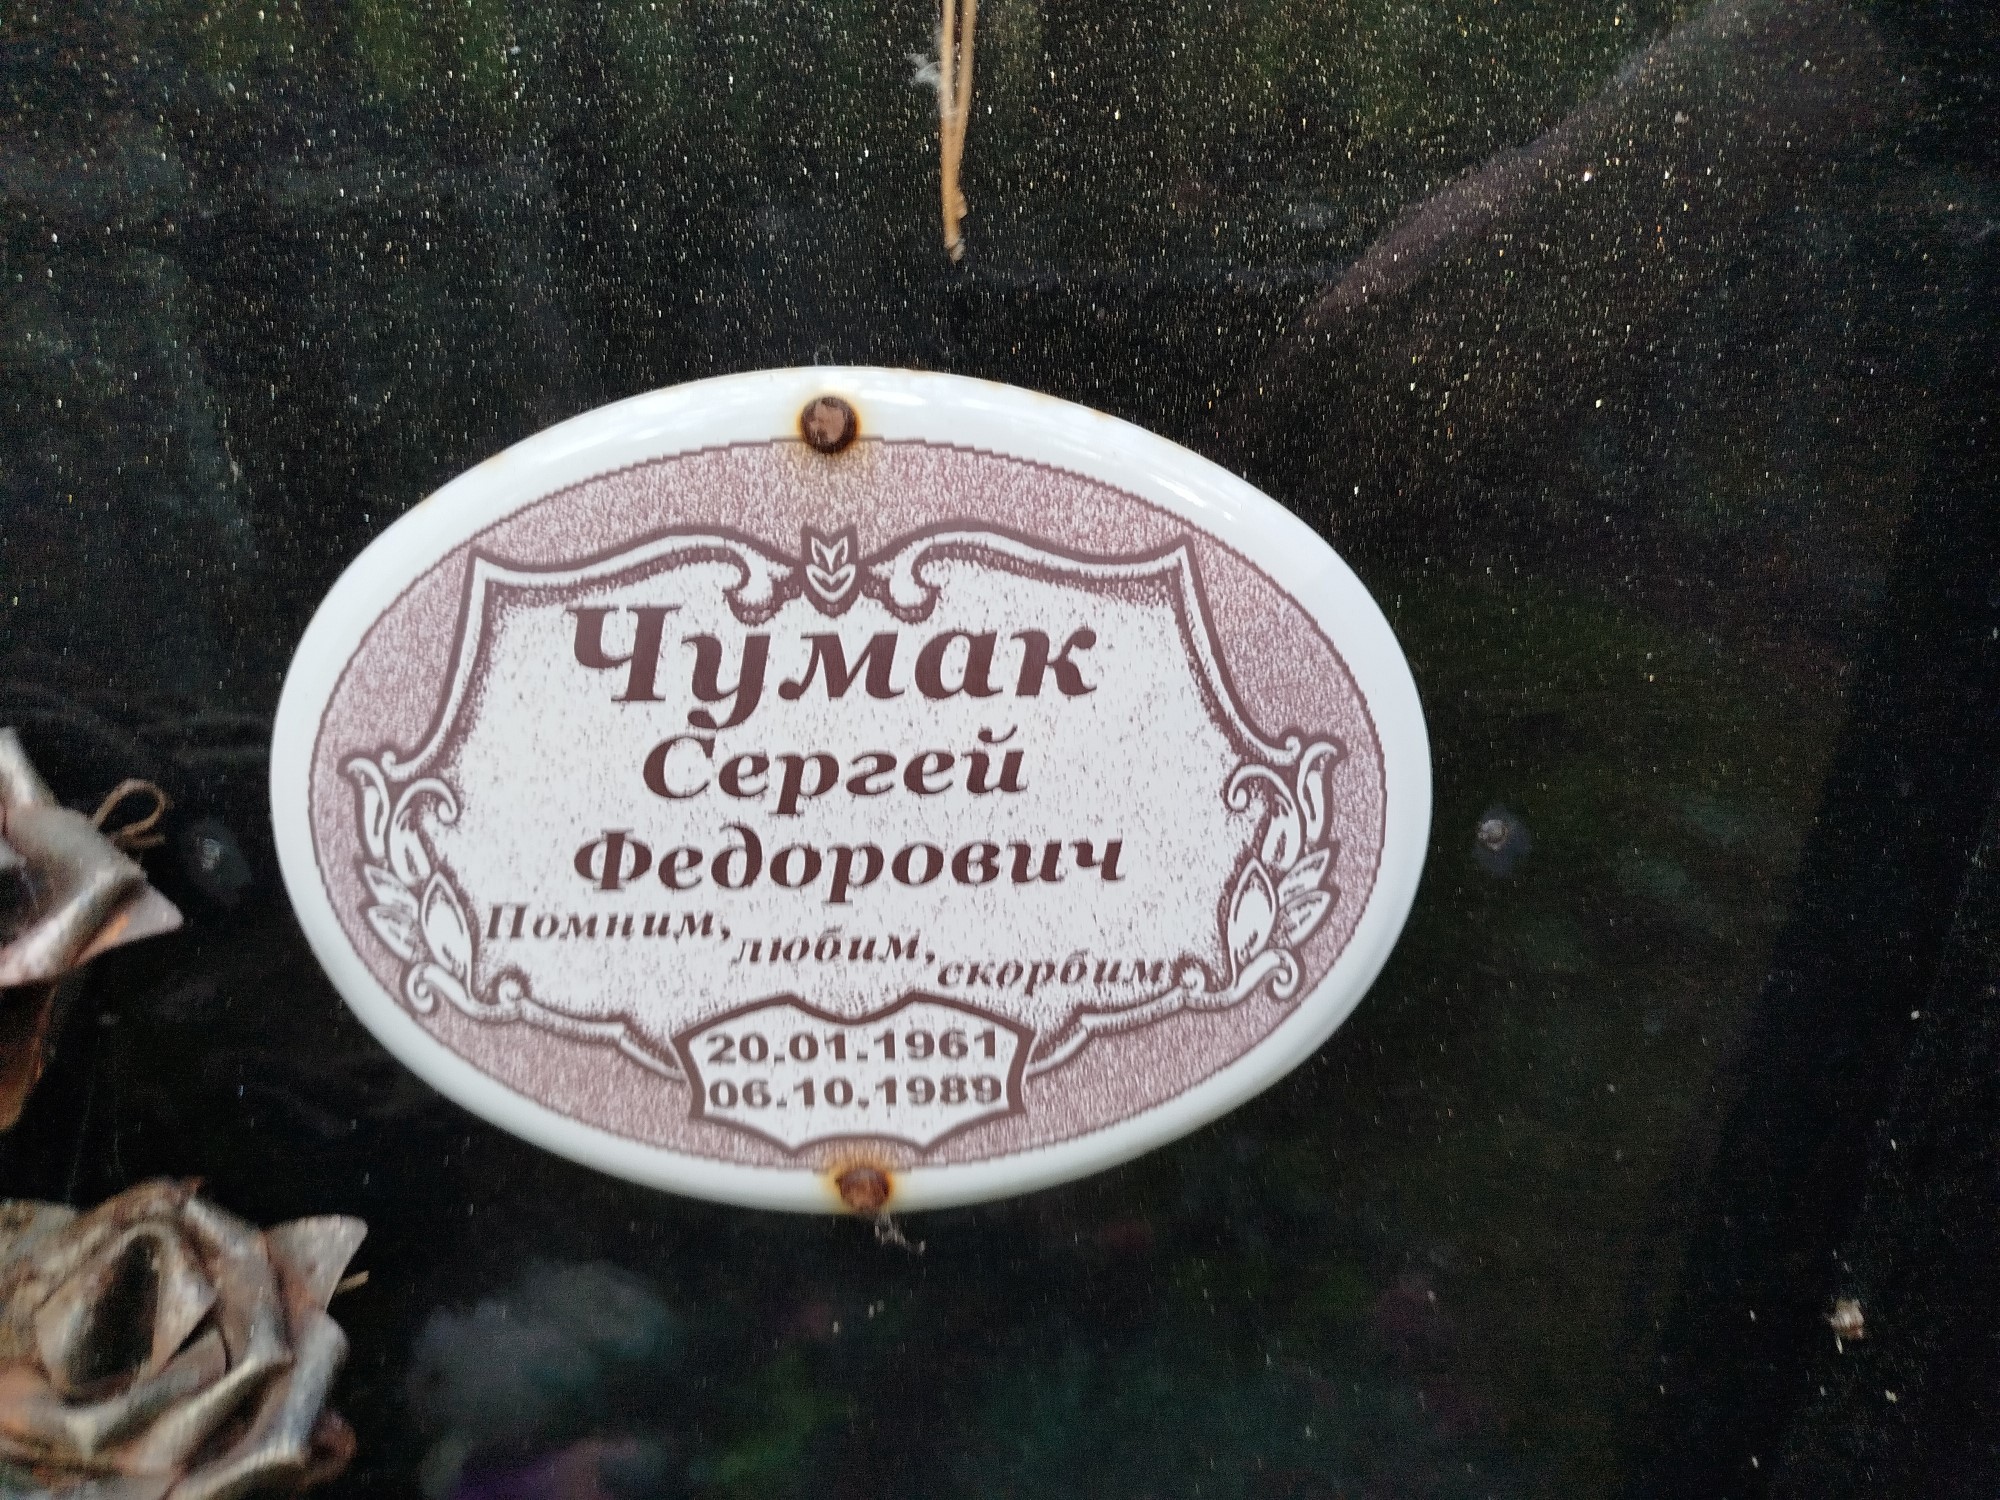 Чумак
Сергей
Федорович
Помним, любим, скорбим
20.01.1961
06.10.1989